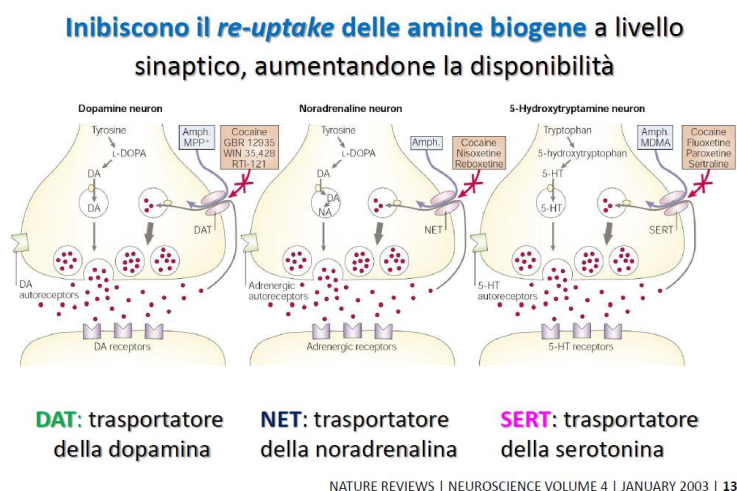 Inibiscono il re-uptake delle amine biogene a livello
sinaptico, aumentandone la disponibilità
Dopamine neuron
Tyrosine
L-DOPA
DA
DA
Amph.
MPP+
Cocaine
GBR 12935
WIN 35.428
RTI-121
DAT
DA
autoreceptors
DA receptors
Noradrenaline neuron
Tyrosine
L-DOPA
DA
DA
NA
Amph.
Cocaine
Nisoxetine
Reboxetine
NET
Adrenergic
autoreceptors
Adrenergic receptors
5-Hydroxytryptamine neuron
Tryptophan
5-hydroxytryptophan
5-HT
5-HT
Amph.
MDMA
Cocaine
Fluoxetine
Paroxetine
Sertraline
SERT
5-HT
autoreceptors
5-HT receptors
DAT: trasportatore
della dopamina
NET: trasportatore
della noradrenalina
SERT: trasportatore
della serotonina
NATURE REVIEWS | NEUROSCIENCE VOLUME 4 | JANUARY 2003 | 13